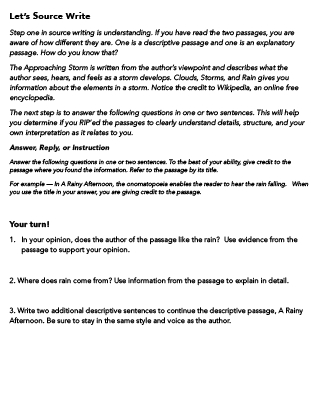 Let's Source Write
Step one in source writing is understanding. If you have read the two passages, you are
aware of how different they are. One is a descriptive passage and one is an explanatory
passage. How do you know that?
The Approaching Storm is written from the author's viewpoint and describes what the
author sees, hears, and feels as a storm develops. Clouds, Storms, and Rain gives you
information about the elements in a storm. Notice the credit to Wikipedia, an online free
encyclopedia.
The next step is to answer the following questions in one or two sentences. This will help
you determine if you RIP'ed the passages to clearly understand details, structure, and your
own interpretation as it relates to you.
Answer, Reply, or Instruction
Answer the following questions in one or two sentences. To the best of your ability, give credit to the
passage where you found the information. Refer to the passage by its title.
For example — In A Rainy Afternoon, the onomatopoeia enables the reader to hear the rain falling. When
you use the title in your answer, you are giving credit to the passage.
Your turn!
1. In your opinion, does the author of the passage like the rain? Use evidence from the
passage to support your opinion.
2. Where does rain come from? Use information from the passage to explain in detail.
3. Write two additional descriptive sentences to continue the descriptive passage, A Rainy
Afternoon. Be sure to stay in the same style and voice as the author.